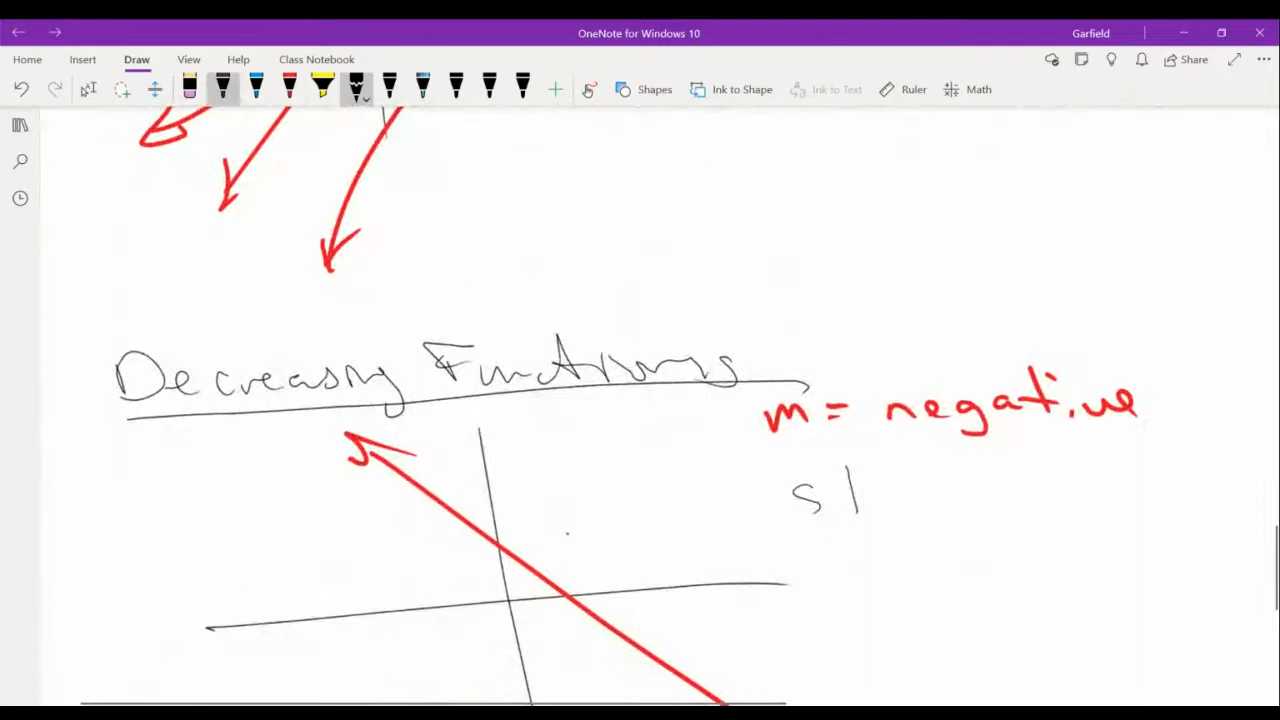 OneNote for Windows 10
Garfield
Home Insert Draw View Help Class Notebook Share
Shapes Ink to Shape Ink to Text Ruler Math
Decreasing Functions
m = negative
sl